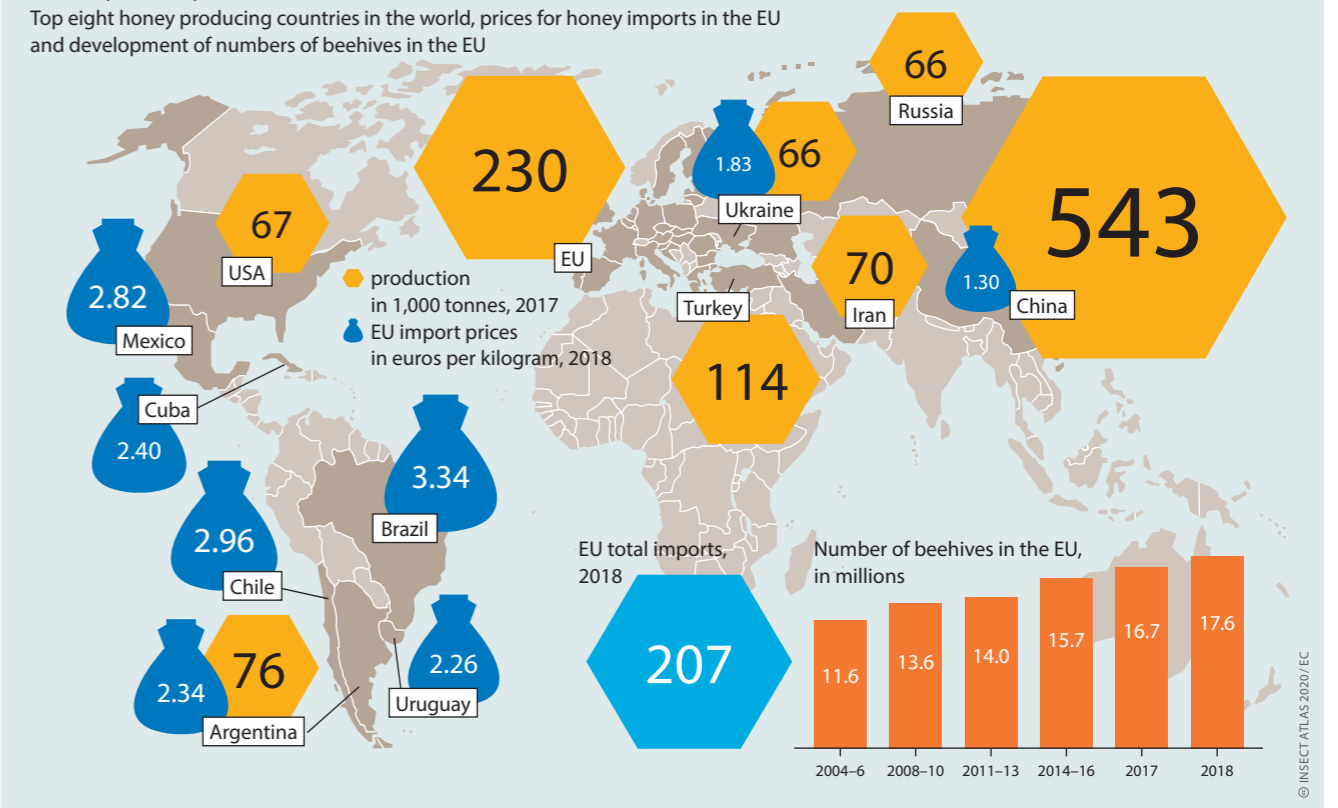 Top eight honey producing countries in the world, prices for honey imports in the EU
and development of numbers of beehives in the EU
66
Russia
230
EU
1.83
66
Ukraine
543
1.30
China
67
USA
production
in 1,000 tonnes, 2017
EU import prices
in euros per kilogram, 2018
70
Iran
Turkey
114
2.82
Mexico
Cuba
2.40
3.34
Brazil
2.96
Chile
2.34
76
Argentina
2.26
Uruguay
EU total imports,
2018
207
Number of beehives in the EU,
in millions
11.6
13.6
14.0
15.7
16.7
17.6
2004–6
2008–10
2011–13
2014–16
2017
2018
cc INSECT ATLAS 2020 / EC